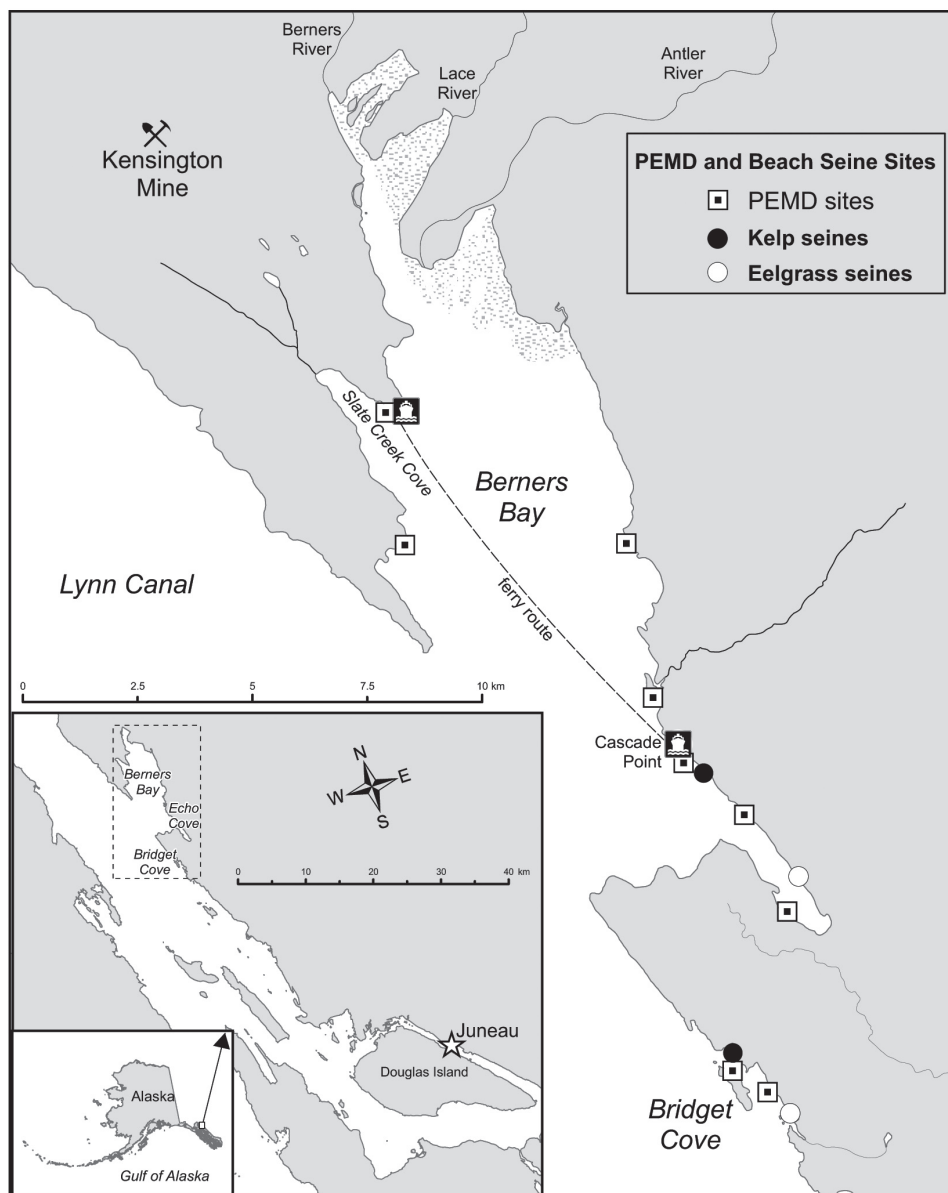 Berners
River
Lace
River
Antler
River
Kensington
Mine
PEMD and Beach Seine Sites
PEMD sites
Kelp seines
Eelgrass seines
Slate Creek Cove
Berners
Bay
Lynn Canal
ferry route
0 2.5 5 7.5 10 km
Cascade
Point
N
W E
S
Berners
Bay
Echo
Cove
Bridget
Cove
0 10 20 30 40 km
Juneau
Douglas Island
Alaska
Gulf of Alaska
Bridget
Cove